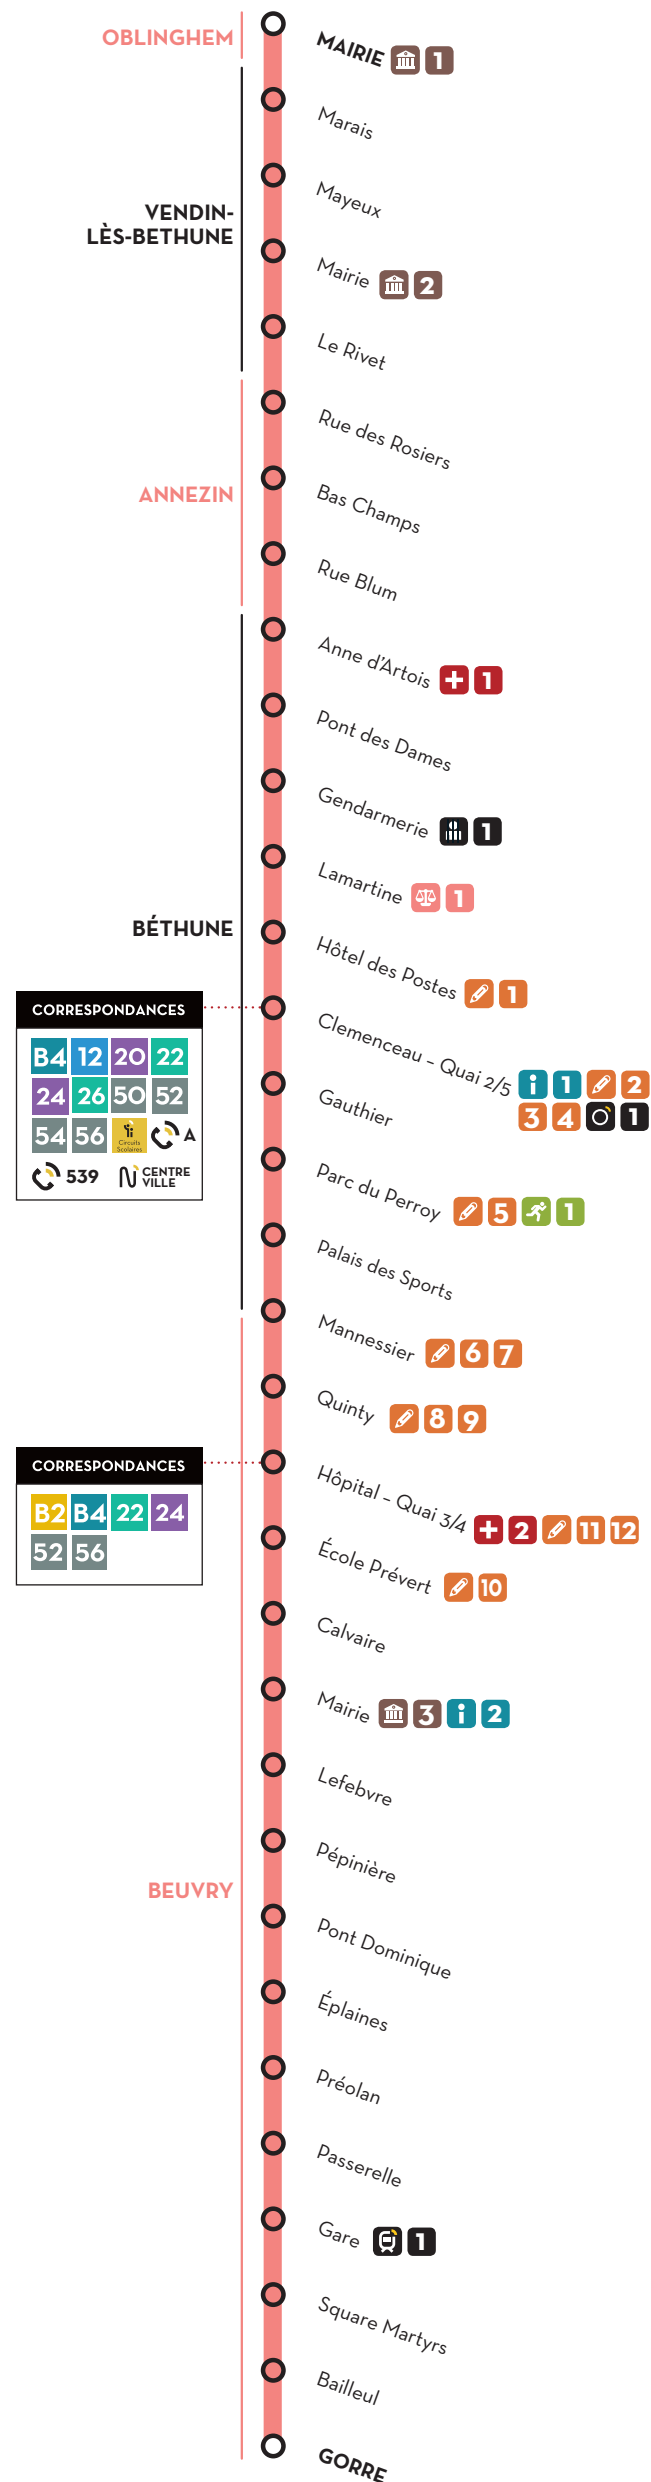 OBLINGHEM
MAIRIE 1
Marais
Mayeux
VENDIN-
LÈS-BETHUNE
Mairie 2
Le Rivet
Rue des Rosiers
ANNEZIN
Bas Champs
Rue Blum
Anne d'Artois 1
Pont des Dames
Gendarmerie 1
Lamartine 1
BÉTHUNE
Hôtel des Postes 1
CORRESPONDANCES
B4 12 20 22
24 26 50 52
54 56 Circuits Scolaires A
539 N CENTRE
VILLE
Clemenceau – Quai 2/5 i 1 2
3 4 1
Gauthier
Parc du Perroy 5 1
Palais des Sports
Mannessier 6 7
Quinty 8 9
CORRESPONDANCES
B2 B4 22 24
52 56
Hôpital – Quai 3/4 2 11 12
École Prévert 10
Calvaire
Mairie 3 i 2
Lefebvre
Pépinière
BEUVRY
Pont Dominique
Éplaines
Préolan
Passerelle
Gare 1
Square Martyrs
Bailleul
GORRE